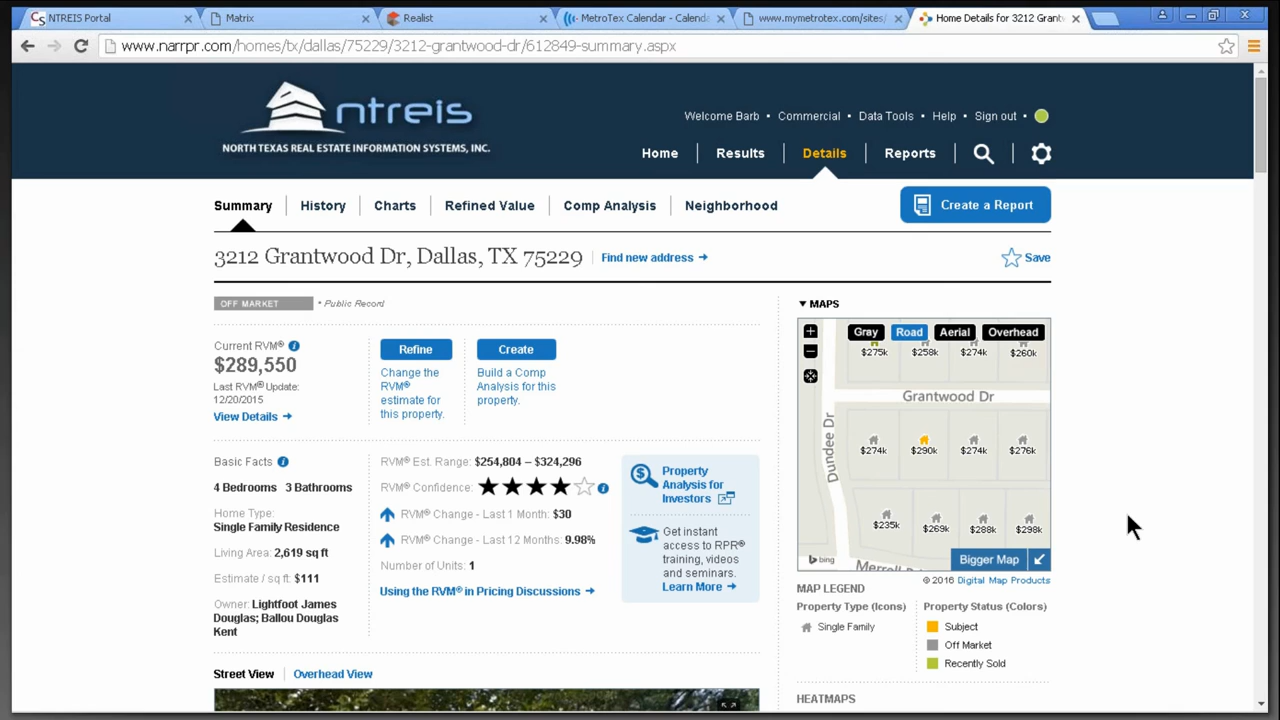 NTREIS Portal
Matrix
Realist
MetroTex Calendar - Calenda
www.mymetrotex.com/sites/
Home Details for 3212 Grantw
www.narrpr.com/homes/tx/dallas/75229/3212-grantwood-dr/612849-summary.aspx
ntreis
NORTH TEXAS REAL ESTATE INFORMATION SYSTEMS, INC.
Welcome Barb • Commercial • Data Tools • Help • Sign out •
Home Results Details Reports
Summary History Charts Refined Value Comp Analysis Neighborhood
Create a Report
3212 Grantwood Dr, Dallas, TX 75229
Find new address
Save
OFF MARKET
• Public Record
Current RVM®
$289,550
Last RVM® Update:
12/20/2015
View Details
Refine
Change the
RVM®
estimate for
this property.
Create
Build a Comp
Analysis for this
property.
Basic Facts
4 Bedrooms 3 Bathrooms
Home Type:
Single Family Residence
Living Area: 2,619 sq ft
Estimate / sq ft: $111
Owner: Lightfoot James
Douglas; Ballou Douglas
Kent
RVM® Est. Range: $254,804 – $324,296
RVM® Confidence:
RVM® Change - Last 1 Month: $30
RVM® Change - Last 12 Months: 9.98%
Number of Units: 1
Using the RVM® in Pricing Discussions
Property
Analysis for
Investors
Get instant
access to RPR®
training, videos
and seminars.
Learn More
Street View
Overhead View
MAPS
Gray Road Aerial Overhead
$275k $258k $274k $260k
Grantwood Dr
Dundee Dr
$274k $290k $274k $276k
$235k $269k $288k $298k
bing
Merrell
Bigger Map
© 2016 Digital Map Products
MAP LEGEND
Property Type (Icons)
Single Family
Property Status (Colors)
Subject
Off Market
Recently Sold
HEATMAPS